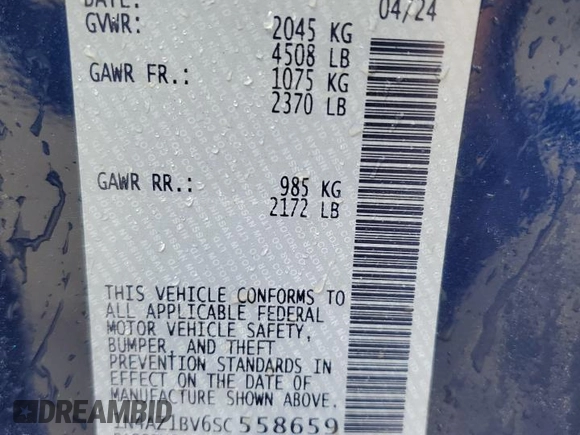 DATE: 04/24
GVWR: 2045 KG
4508 LB
GAWR FR.: 1075 KG
2370 LB
GAWR RR.: 985 KG
2172 LB
THIS VEHICLE CONFORMS TO
ALL APPLICABLE FEDERAL
MOTOR VEHICLE SAFETY,
BUMPER, AND THEFT
PREVENTION STANDARDS IN
EFFECT ON THE DATE OF
MANUFACTURE SHOWN ABOVE.
1N4AZ1BV6SC558659
DREAMBID